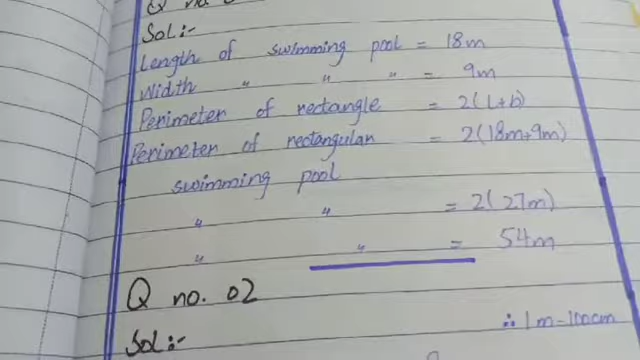 Q no.
Sol:-
Length of swimming pool = 18m
Width " " " = 9m
Perimeter of rectangle = 2(L+b)
Perimeter of rectangular = 2(18m+9m)
swimming pool
" " = 2(27m)
" " = 54m
Q no. 02
Sol:- ∴ 1m-100cm